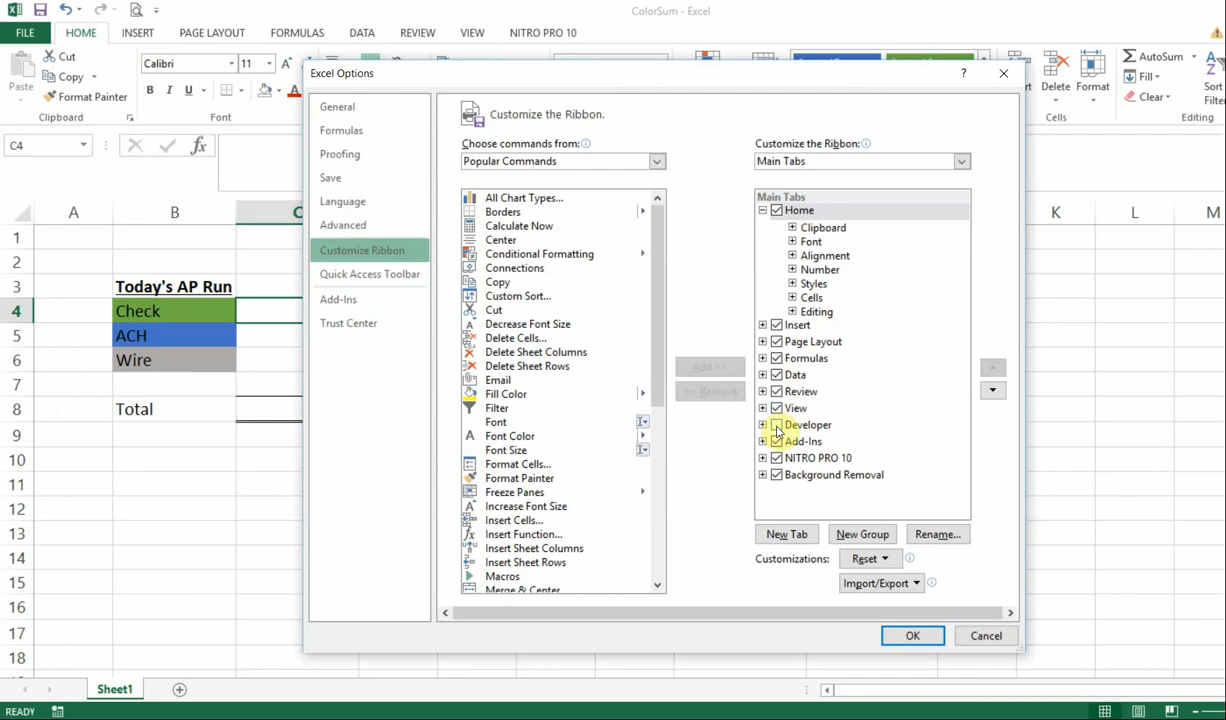 ColorSum - Excel
FILE HOME INSERT PAGE LAYOUT FORMULAS DATA REVIEW VIEW NITRO PRO 10
Cut
Copy
Format Painter
Paste
Clipboard
Calibri 11
B I U
Font
AutoSum
Fill
Clear
Delete Format
Sort
Filter
Cells
Editing
C4
fx
A B C K L M
1
2
3 Today's AP Run
4 Check
5 ACH
6 Wire
7
8 Total
9
10
11
12
13
14
15
16
17
18
Sheet1
READY
Excel Options
?
General
Formulas
Proofing
Save
Language
Advanced
Customize Ribbon
Quick Access Toolbar
Add-Ins
Trust Center
Customize the Ribbon.
Choose commands from:
Popular Commands
All Chart Types...
Borders
Calculate Now
Center
Conditional Formatting
Connections
Copy
Custom Sort...
Cut
Decrease Font Size
Delete Cells...
Delete Sheet Columns
Delete Sheet Rows
Email
Fill Color
Filter
Font
Font Color
Font Size
Format Cells...
Format Painter
Freeze Panes
Increase Font Size
Insert Cells...
Insert Function...
Insert Sheet Columns
Insert Sheet Rows
Macros
Merge & Center
Add >>
<< Remove
Customize the Ribbon:
Main Tabs
Main Tabs
Home
Clipboard
Font
Alignment
Number
Styles
Cells
Editing
Insert
Page Layout
Formulas
Data
Review
View
Developer
Add-Ins
NITRO PRO 10
Background Removal
New Tab New Group Rename...
Customizations: Reset
Import/Export
OK Cancel